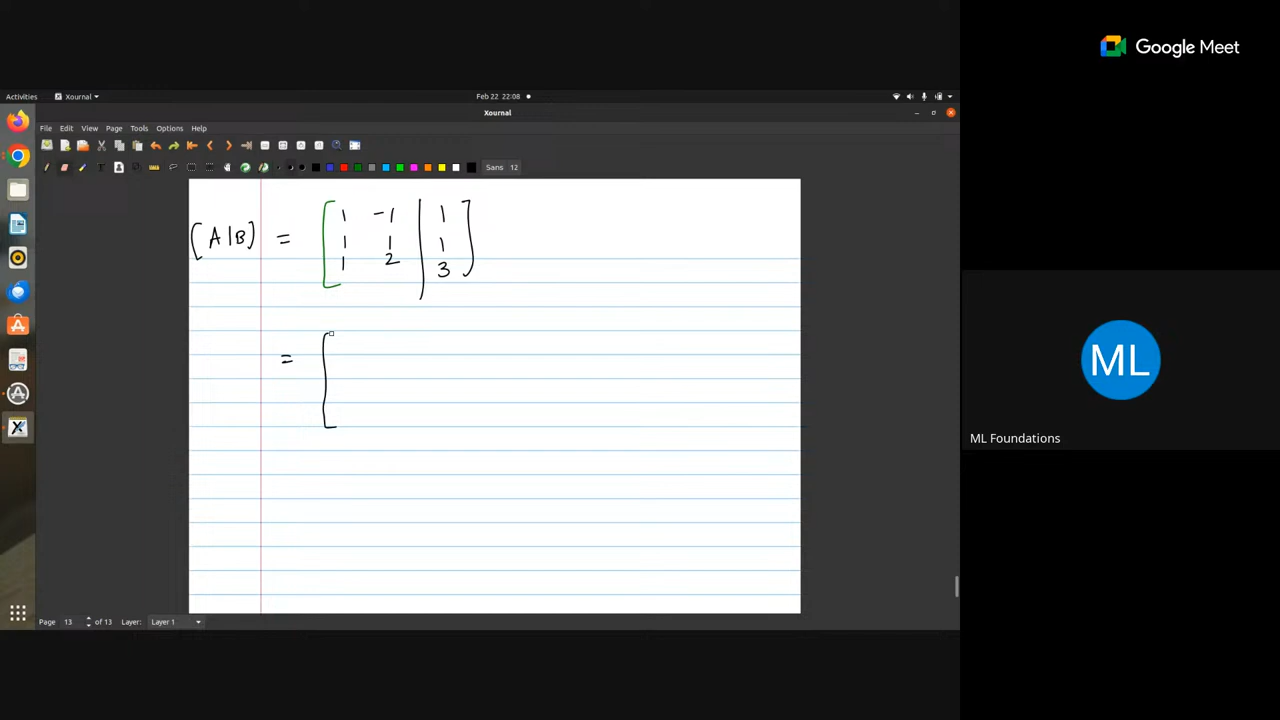 Google Meet
Activities Xournal Feb 22 22:08
Xournal
File Edit View Page Tools Options Help
Sans 12
[A|B] = [ 1 -1 | 1 ]
1 1 | 1
1 2 | 3
= [
ML
ML Foundations
Page 13 of 13 Layer: Layer 1